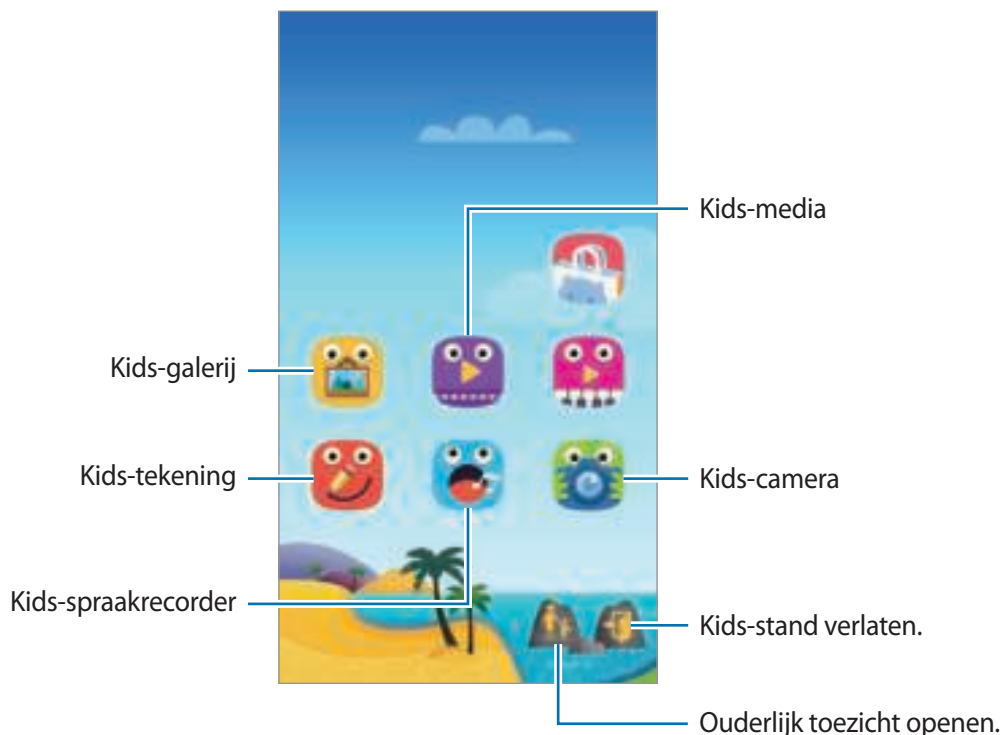 Kids-media
Kids-galerij
Kids-tekening
Kids-camera
Kids-spraakrecorder
Kids-stand verlaten.
Ouderlijk toezicht openen.